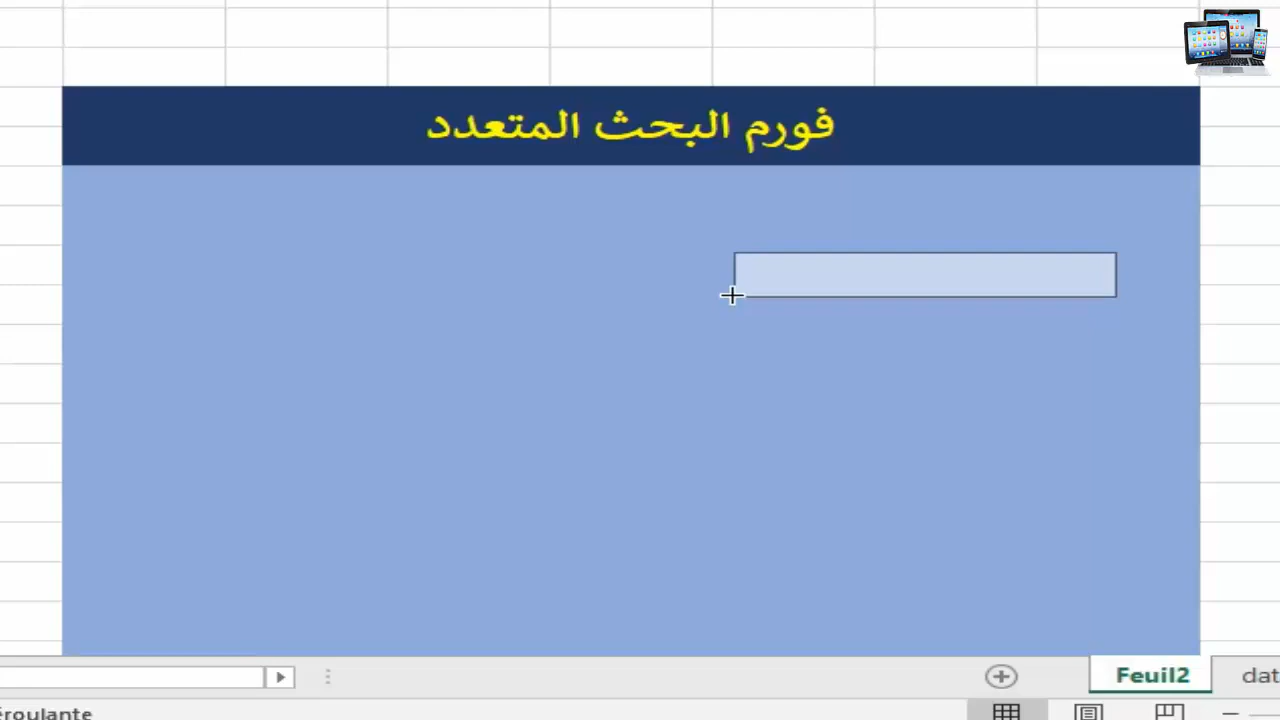 فورم البحث المتعدد
Feuil2
dat
éroulante